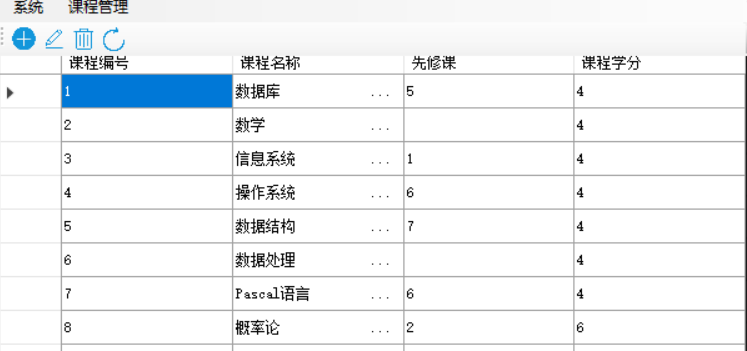 系统 课程管理
课程编号 课程名称 先修课 课程学分
1 数据库 ... 5 4
2 数学 ... 4
3 信息系统 ... 1 4
4 操作系统 ... 6 4
5 数据结构 ... 7 4
6 数据处理 ... 4
7 Pascal语言 ... 6 4
8 概率论 ... 2 6